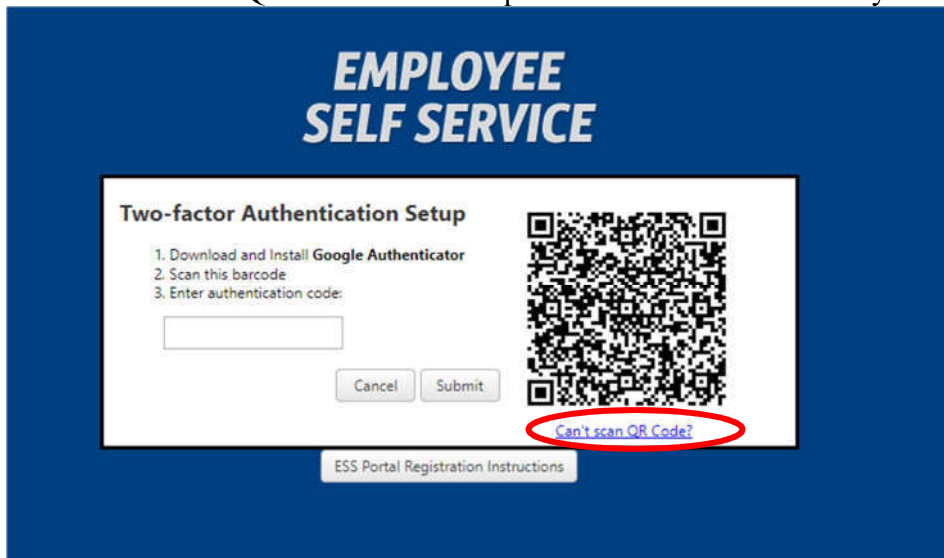 EMPLOYEE
SELF SERVICE
Two-factor Authentication Setup
1. Download and Install Google Authenticator
2. Scan this barcode
3. Enter authentication code:
Cancel Submit
Can't scan QR Code?
ESS Portal Registration Instructions